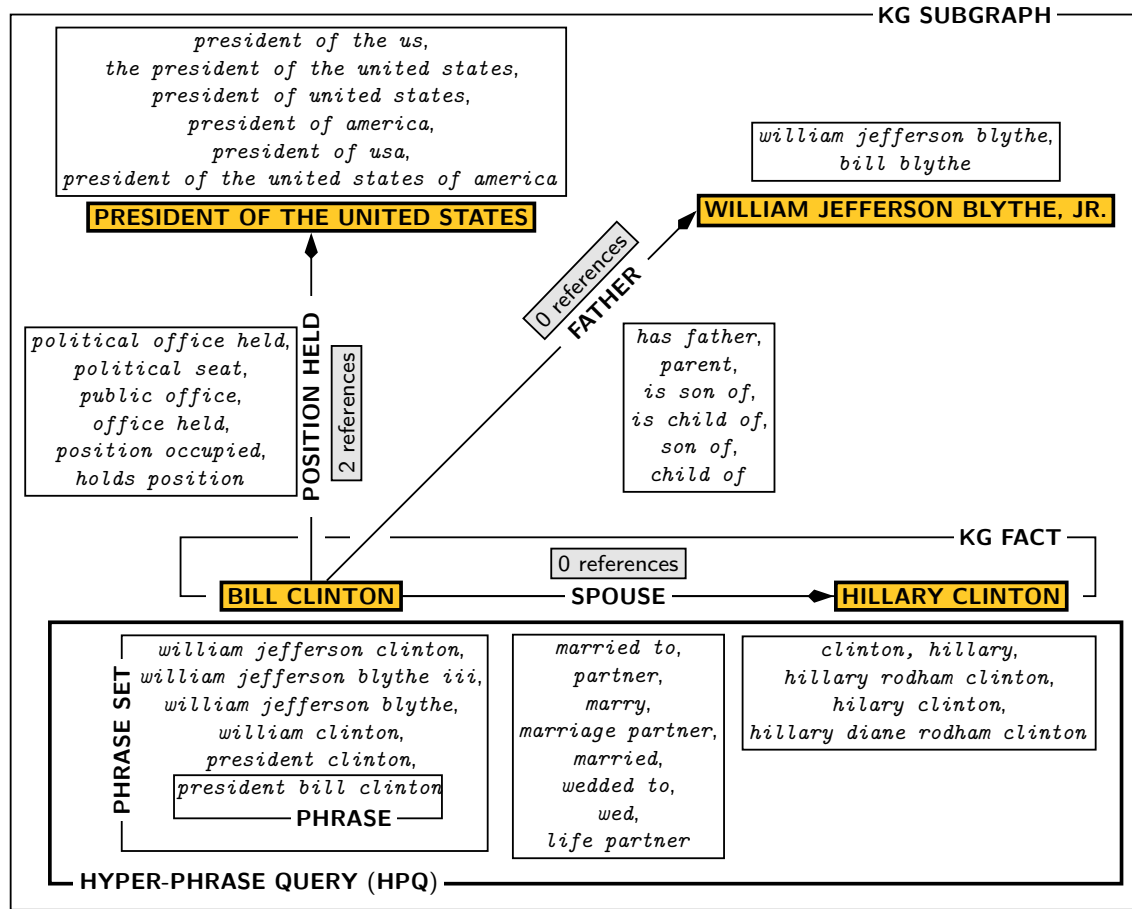 KG SUBGRAPH
president of the us,
the president of the united states,
president of united states,
president of america,
president of usa,
president of the united states of america
PRESIDENT OF THE UNITED STATES
william jefferson blythe,
bill blythe
WILLIAM JEFFERSON BLYTHE, JR.
0 references
FATHER
political office held,
political seat,
public office,
office held,
position occupied,
holds position
POSITION HELD
2 references
has father,
parent,
is son of,
is child of,
son of,
child of
KG FACT
0 references
BILL CLINTON
SPOUSE
HILLARY CLINTON
PHRASE SET
william jefferson clinton,
william jefferson blythe iii,
william jefferson blythe,
william clinton,
president clinton,
president bill clinton
PHRASE
married to,
partner,
marry,
marriage partner,
married,
wedded to,
wed,
life partner
clinton, hillary,
hillary rodham clinton,
hilary clinton,
hillary diane rodham clinton
HYPER-PHRASE QUERY (HPQ)